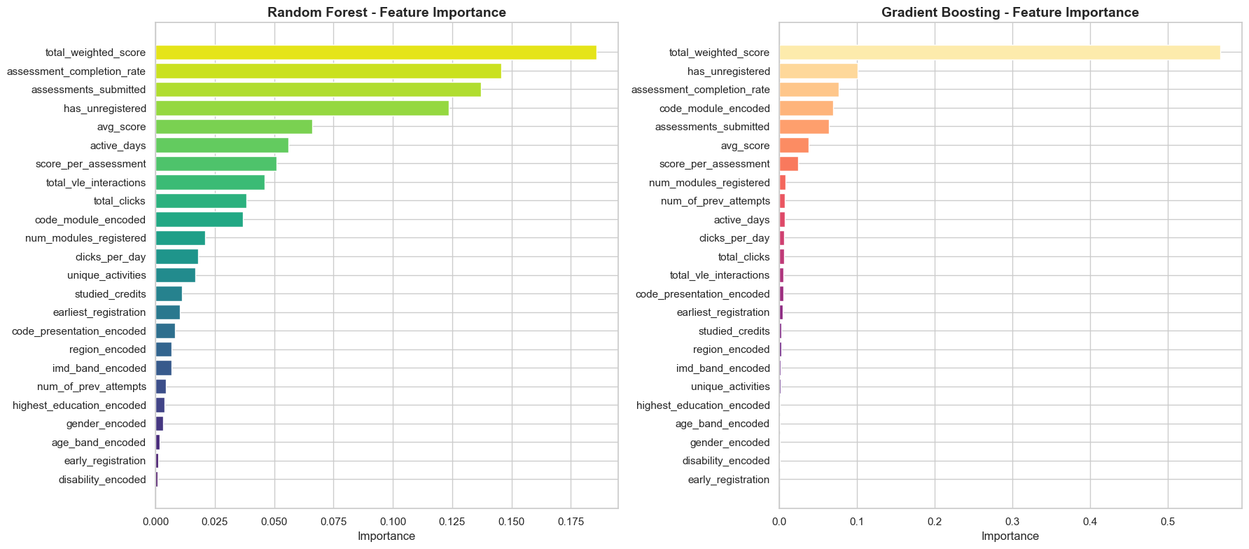 Random Forest - Feature Importance
total_weighted_score
assessment_completion_rate
assessments_submitted
has_unregistered
avg_score
active_days
score_per_assessment
total_vle_interactions
total_clicks
code_module_encoded
num_modules_registered
clicks_per_day
unique_activities
studied_credits
earliest_registration
code_presentation_encoded
region_encoded
imd_band_encoded
num_of_prev_attempts
highest_education_encoded
gender_encoded
age_band_encoded
early_registration
disability_encoded
0.000 0.025 0.050 0.075 0.100 0.125 0.150 0.175
Importance
Gradient Boosting - Feature Importance
total_weighted_score
has_unregistered
assessment_completion_rate
code_module_encoded
assessments_submitted
avg_score
score_per_assessment
num_modules_registered
num_of_prev_attempts
active_days
clicks_per_day
total_clicks
total_vle_interactions
code_presentation_encoded
earliest_registration
studied_credits
region_encoded
imd_band_encoded
unique_activities
highest_education_encoded
age_band_encoded
gender_encoded
disability_encoded
early_registration
0.0 0.1 0.2 0.3 0.4 0.5
Importance